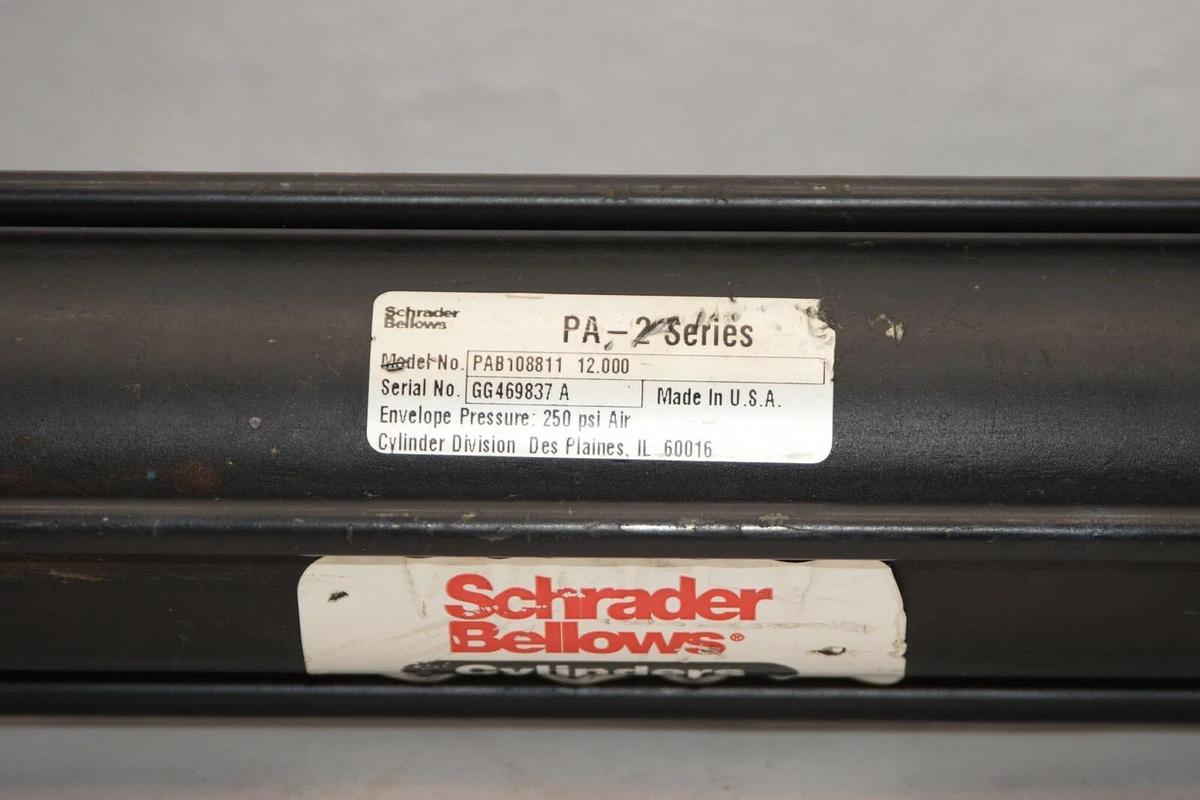 Schrader
Bellows
PA-2 Series
Model No. PAB108811 12.000
Serial No. GG469837 A Made In U.S.A.
Envelope Pressure: 250 psi Air
Cylinder Division Des Plaines, IL 60016
Schrader
Bellows®
Cylinders